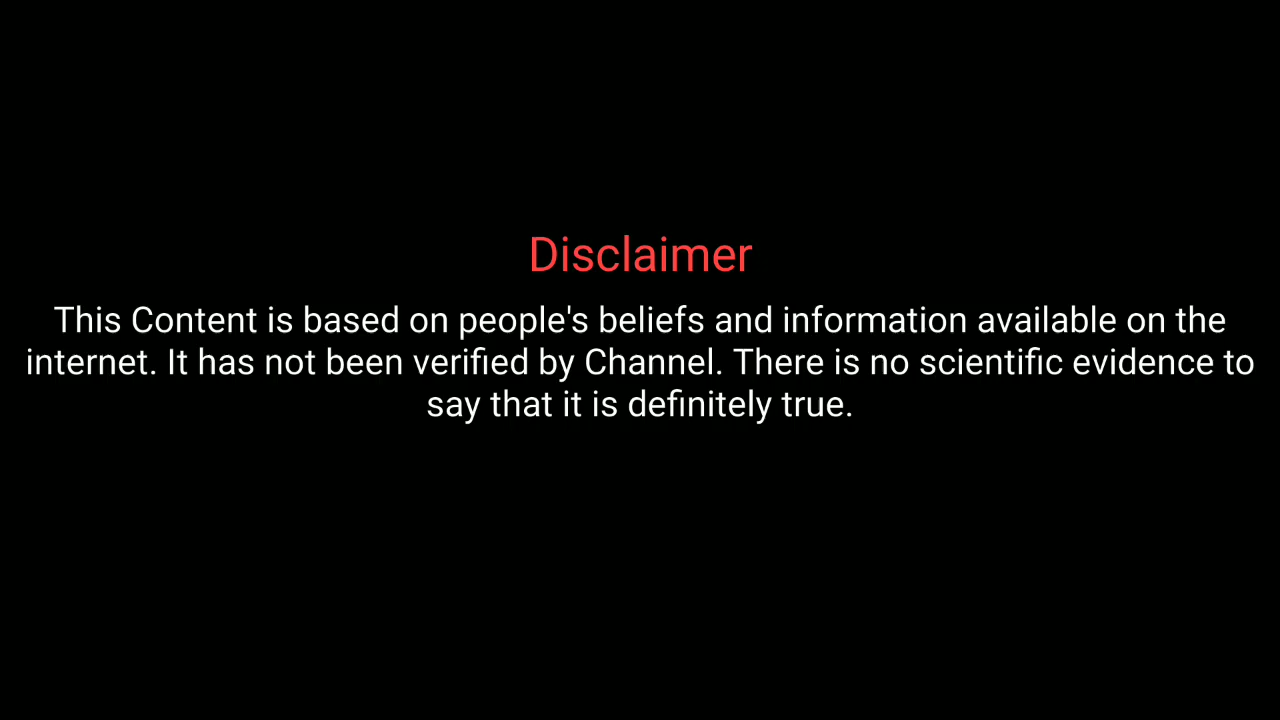 Disclaimer
This Content is based on people's beliefs and information available on the
internet. It has not been verified by Channel. There is no scientific evidence to
say that it is definitely true.